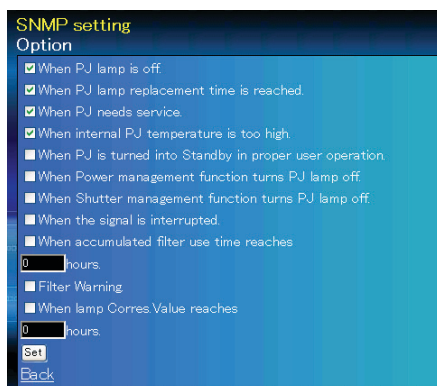 SNMP setting
Option
When PJ lamp is off.
When PJ lamp replacement time is reached.
When PJ needs service.
When internal PJ temperature is too high.
When PJ is turned into Standby in proper user operation.
When Power management function turns PJ lamp off.
When Shutter management function turns PJ lamp off.
When the signal is interrupted.
When accumulated filter use time reaches
0 hours.
Filter Warning.
When lamp Corres.Value reaches
0 hours.
Set
Back